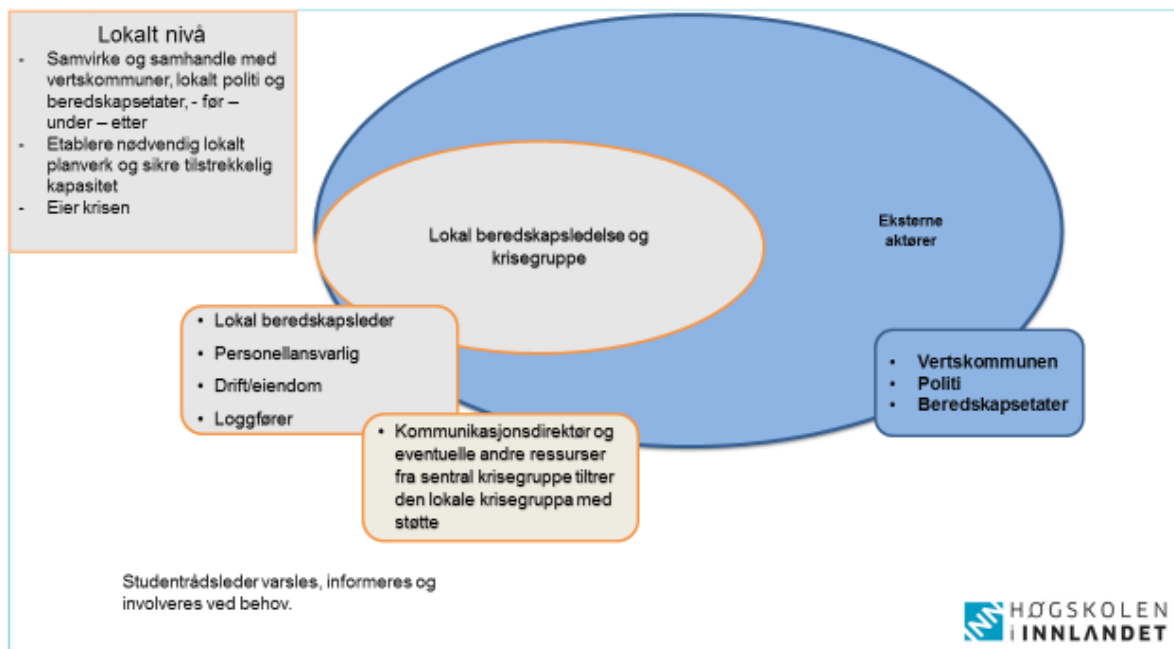 Lokalt nivå
- Samvirke og samhandle med
vertskommuner, lokalt politi og
beredskapsetater, - før –
under – etter
- Etablere nødvendig lokalt
planverk og sikre tilstrekkelig
kapasitet
- Eier krisen
Lokal beredskapsledelse og
krisegruppe
Eksterne
aktører
• Lokal beredskapsleder
• Personellansvarlig
• Drift/eiendom
• Loggfører
• Kommunikasjonsdirektør og
eventuelle andre ressurser
fra sentral krisegruppe tiltrer
den lokale krisegruppa med
støtte
• Vertskommunen
• Politi
• Beredskapsetater
Studentrådsleder varsles, informeres og
involveres ved behov.
INN
HØGSKOLEN
i INNLANDET